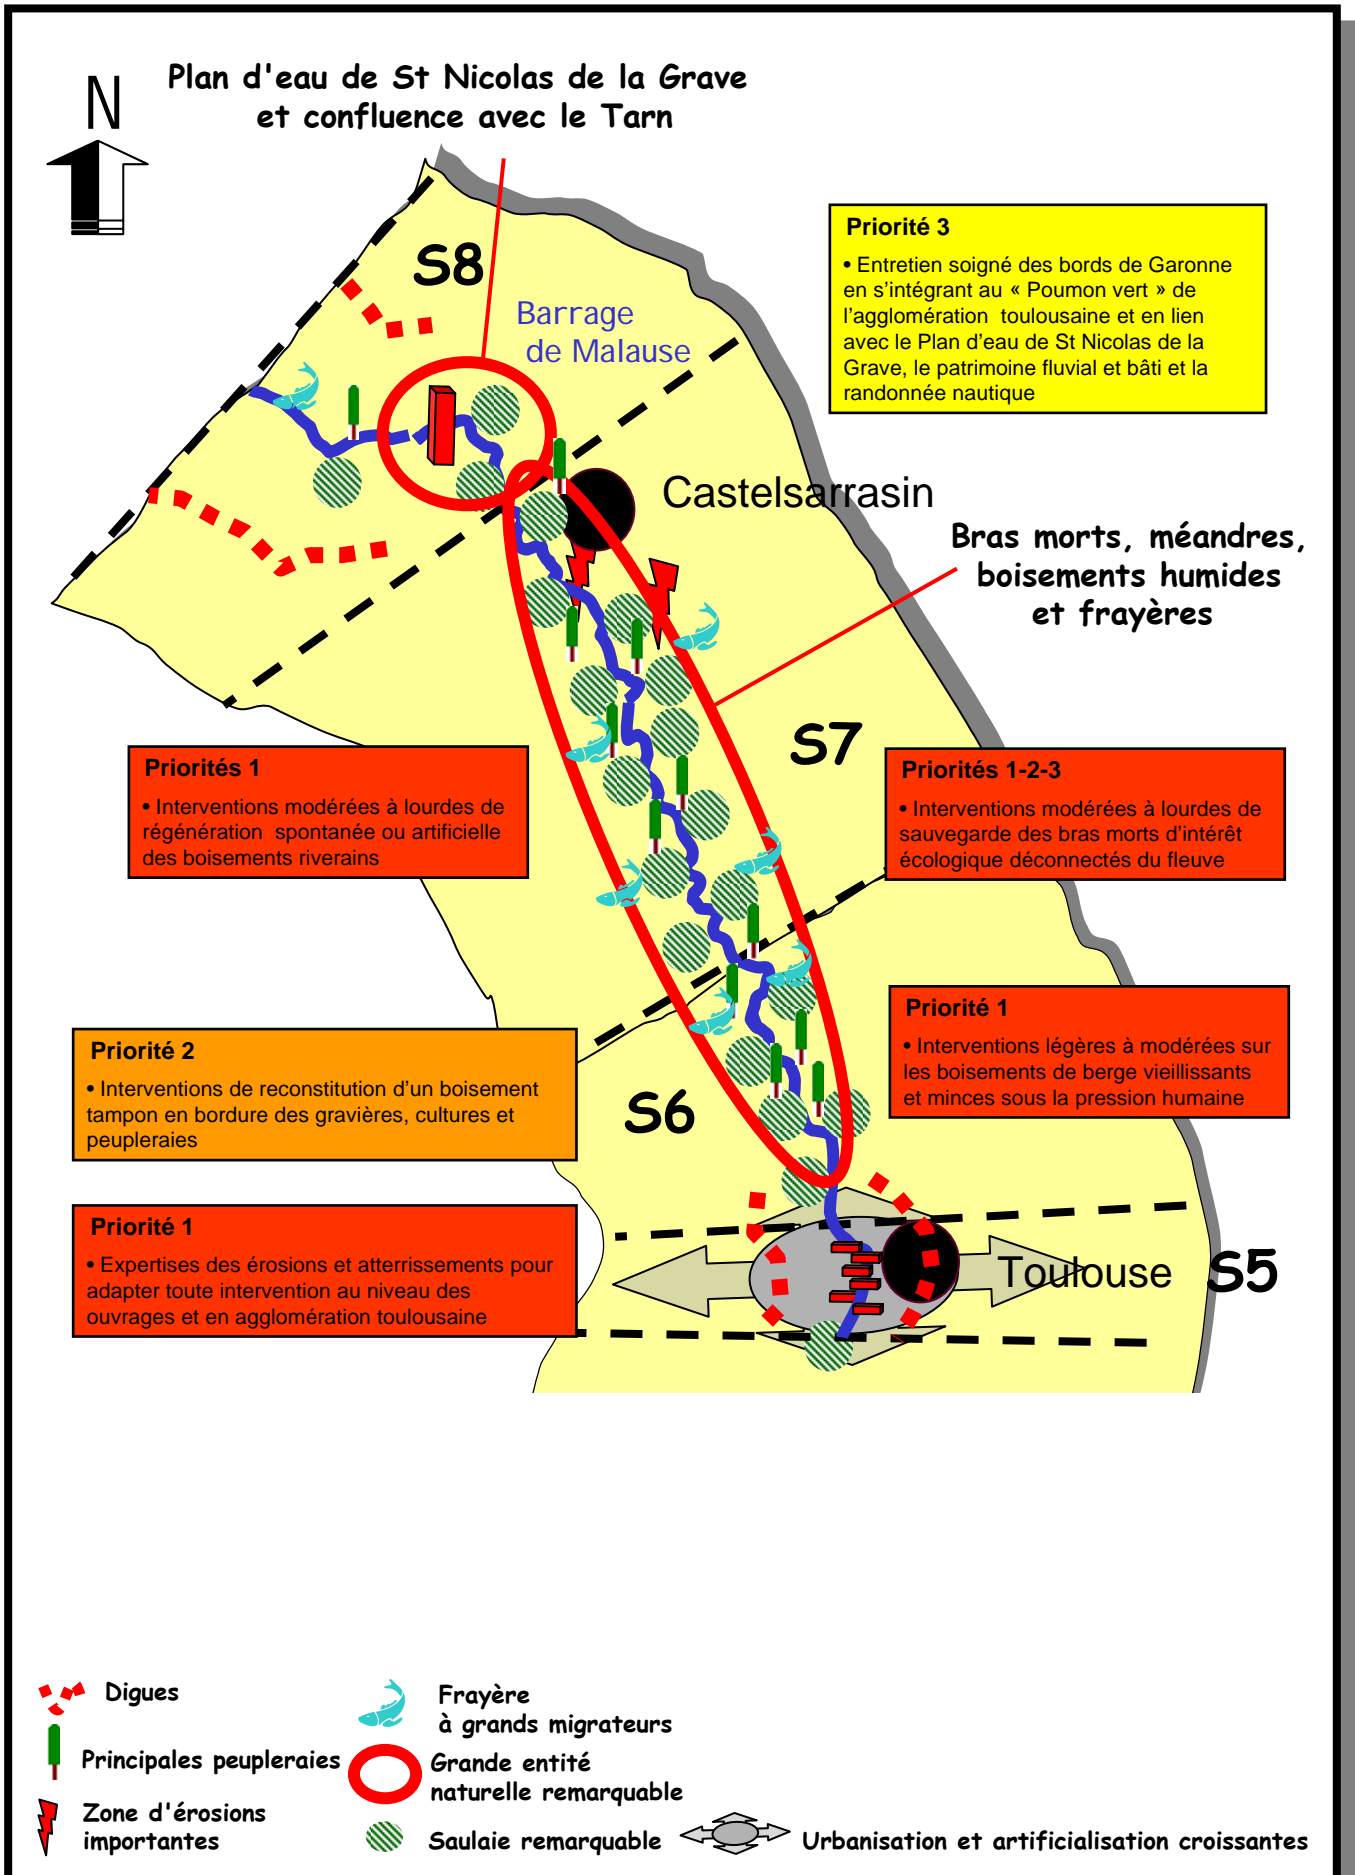 N
Plan d'eau de St Nicolas de la Grave
et confluence avec le Tarn
S8
Barrage
de Malause
Priorité 3
• Entretien soigné des bords de Garonne
en s'intégrant au « Poumon vert » de
l'agglomération toulousaine et en lien
avec le Plan d'eau de St Nicolas de la
Grave, le patrimoine fluvial et bâti et la
randonnée nautique
Castelsarrasin
Bras morts, méandres,
boisements humides
et frayères
S7
Priorités 1
• Interventions modérées à lourdes de
régénération spontanée ou artificielle
des boisements riverains
Priorités 1-2-3
• Interventions modérées à lourdes de
sauvegarde des bras morts d'intérêt
écologique déconnectés du fleuve
Priorité 1
• Interventions légères à modérées sur
les boisements de berge vieillissants
et minces sous la pression humaine
Priorité 2
• Interventions de reconstitution d'un boisement
tampon en bordure des gravières, cultures et
peupleraies
S6
Priorité 1
• Expertises des érosions et atterrissements pour
adapter toute intervention au niveau des
ouvrages et en agglomération toulousaine
Toulouse
S5
Digues
Frayère
à grands migrateurs
Principales peupleraies
Grande entité
naturelle remarquable
Zone d'érosions
importantes
Saulaie remarquable
Urbanisation et artificialisation croissantes